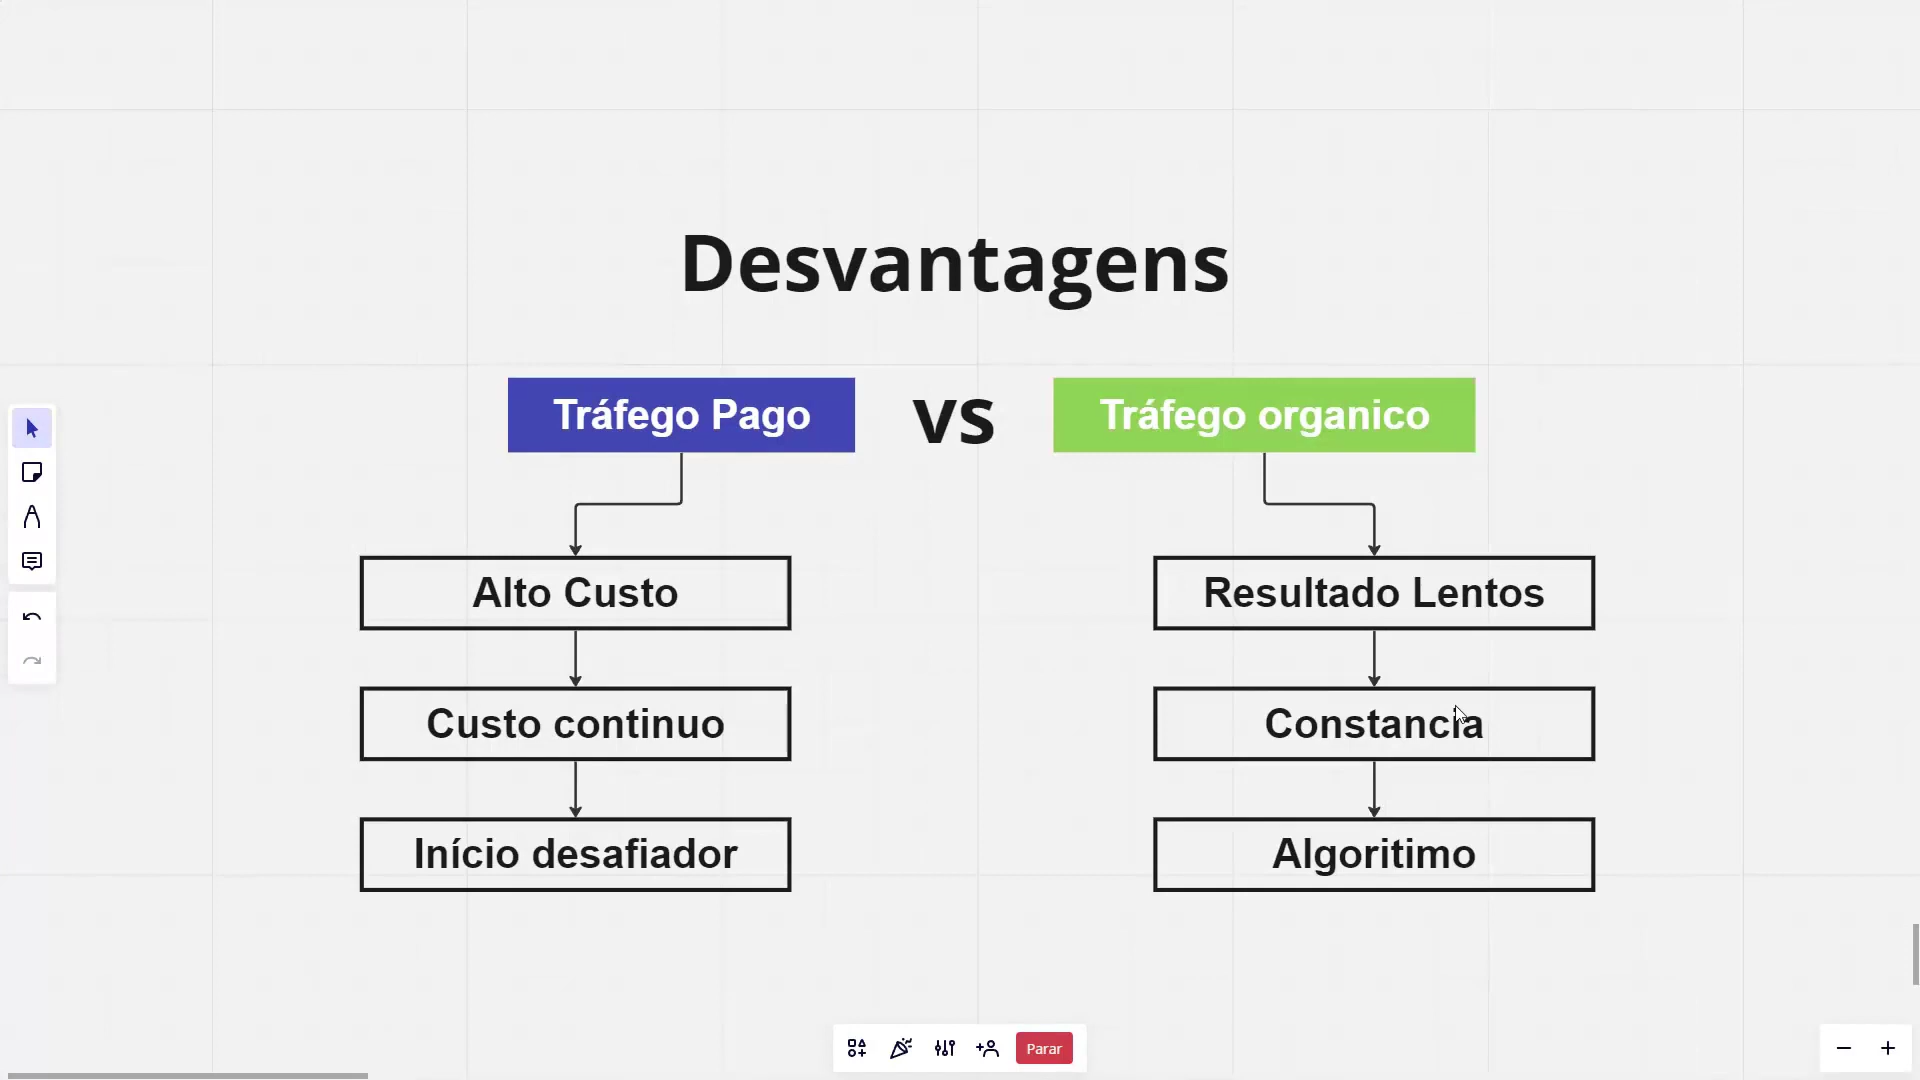 Desvantagens
Tráfego Pago
vs
Tráfego organico
Alto Custo
Custo continuo
Início desafiador
Resultado Lentos
Constancia
Algoritimo
Parar